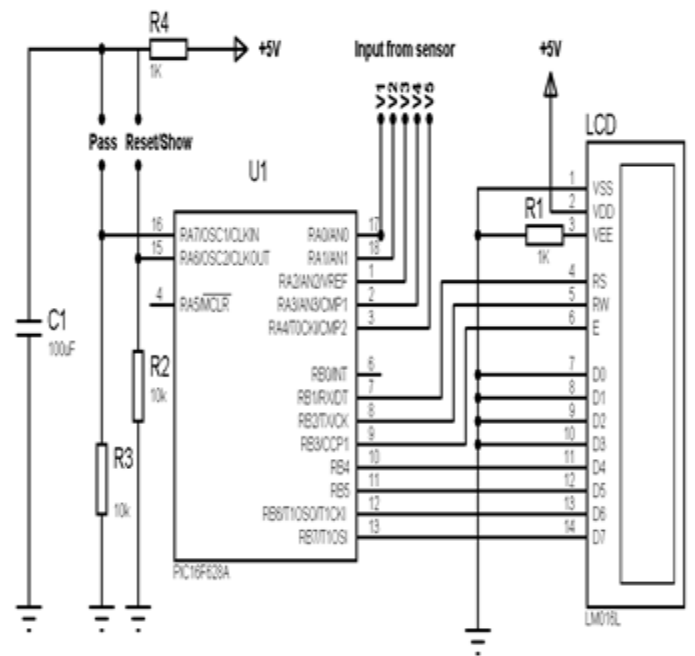 R4
1K
+5V
Input from sensor
+5V
V1
V2
V3
V4
V5
LCD
Pass Reset/Show
U1
16 RA7/OSC1/CLKIN
15 RA6/OSC2/CLKOUT
4 RA5/MCLR
RA0/AN0 17
RA1/AN1 18
RA2/AN2/VREF 1
RA3/AN3/CMP1 2
RA4/T0CKI/CMP2 3
RB0/INT 6
RB1/RX/DT 7
RB2/TX/CK 8
RB3/CCP1 9
RB4 10
RB5 11
RB6/T1OSO/T1CKI 12
RB7/T1OSI 13
PIC16F628A
C1
100uF
R2
10k
R3
10k
R1
1K
1 VSS
2 VDD
3 VEE
4 RS
5 RW
6 E
7 D0
8 D1
9 D2
10 D3
11 D4
12 D5
13 D6
14 D7
LM016L